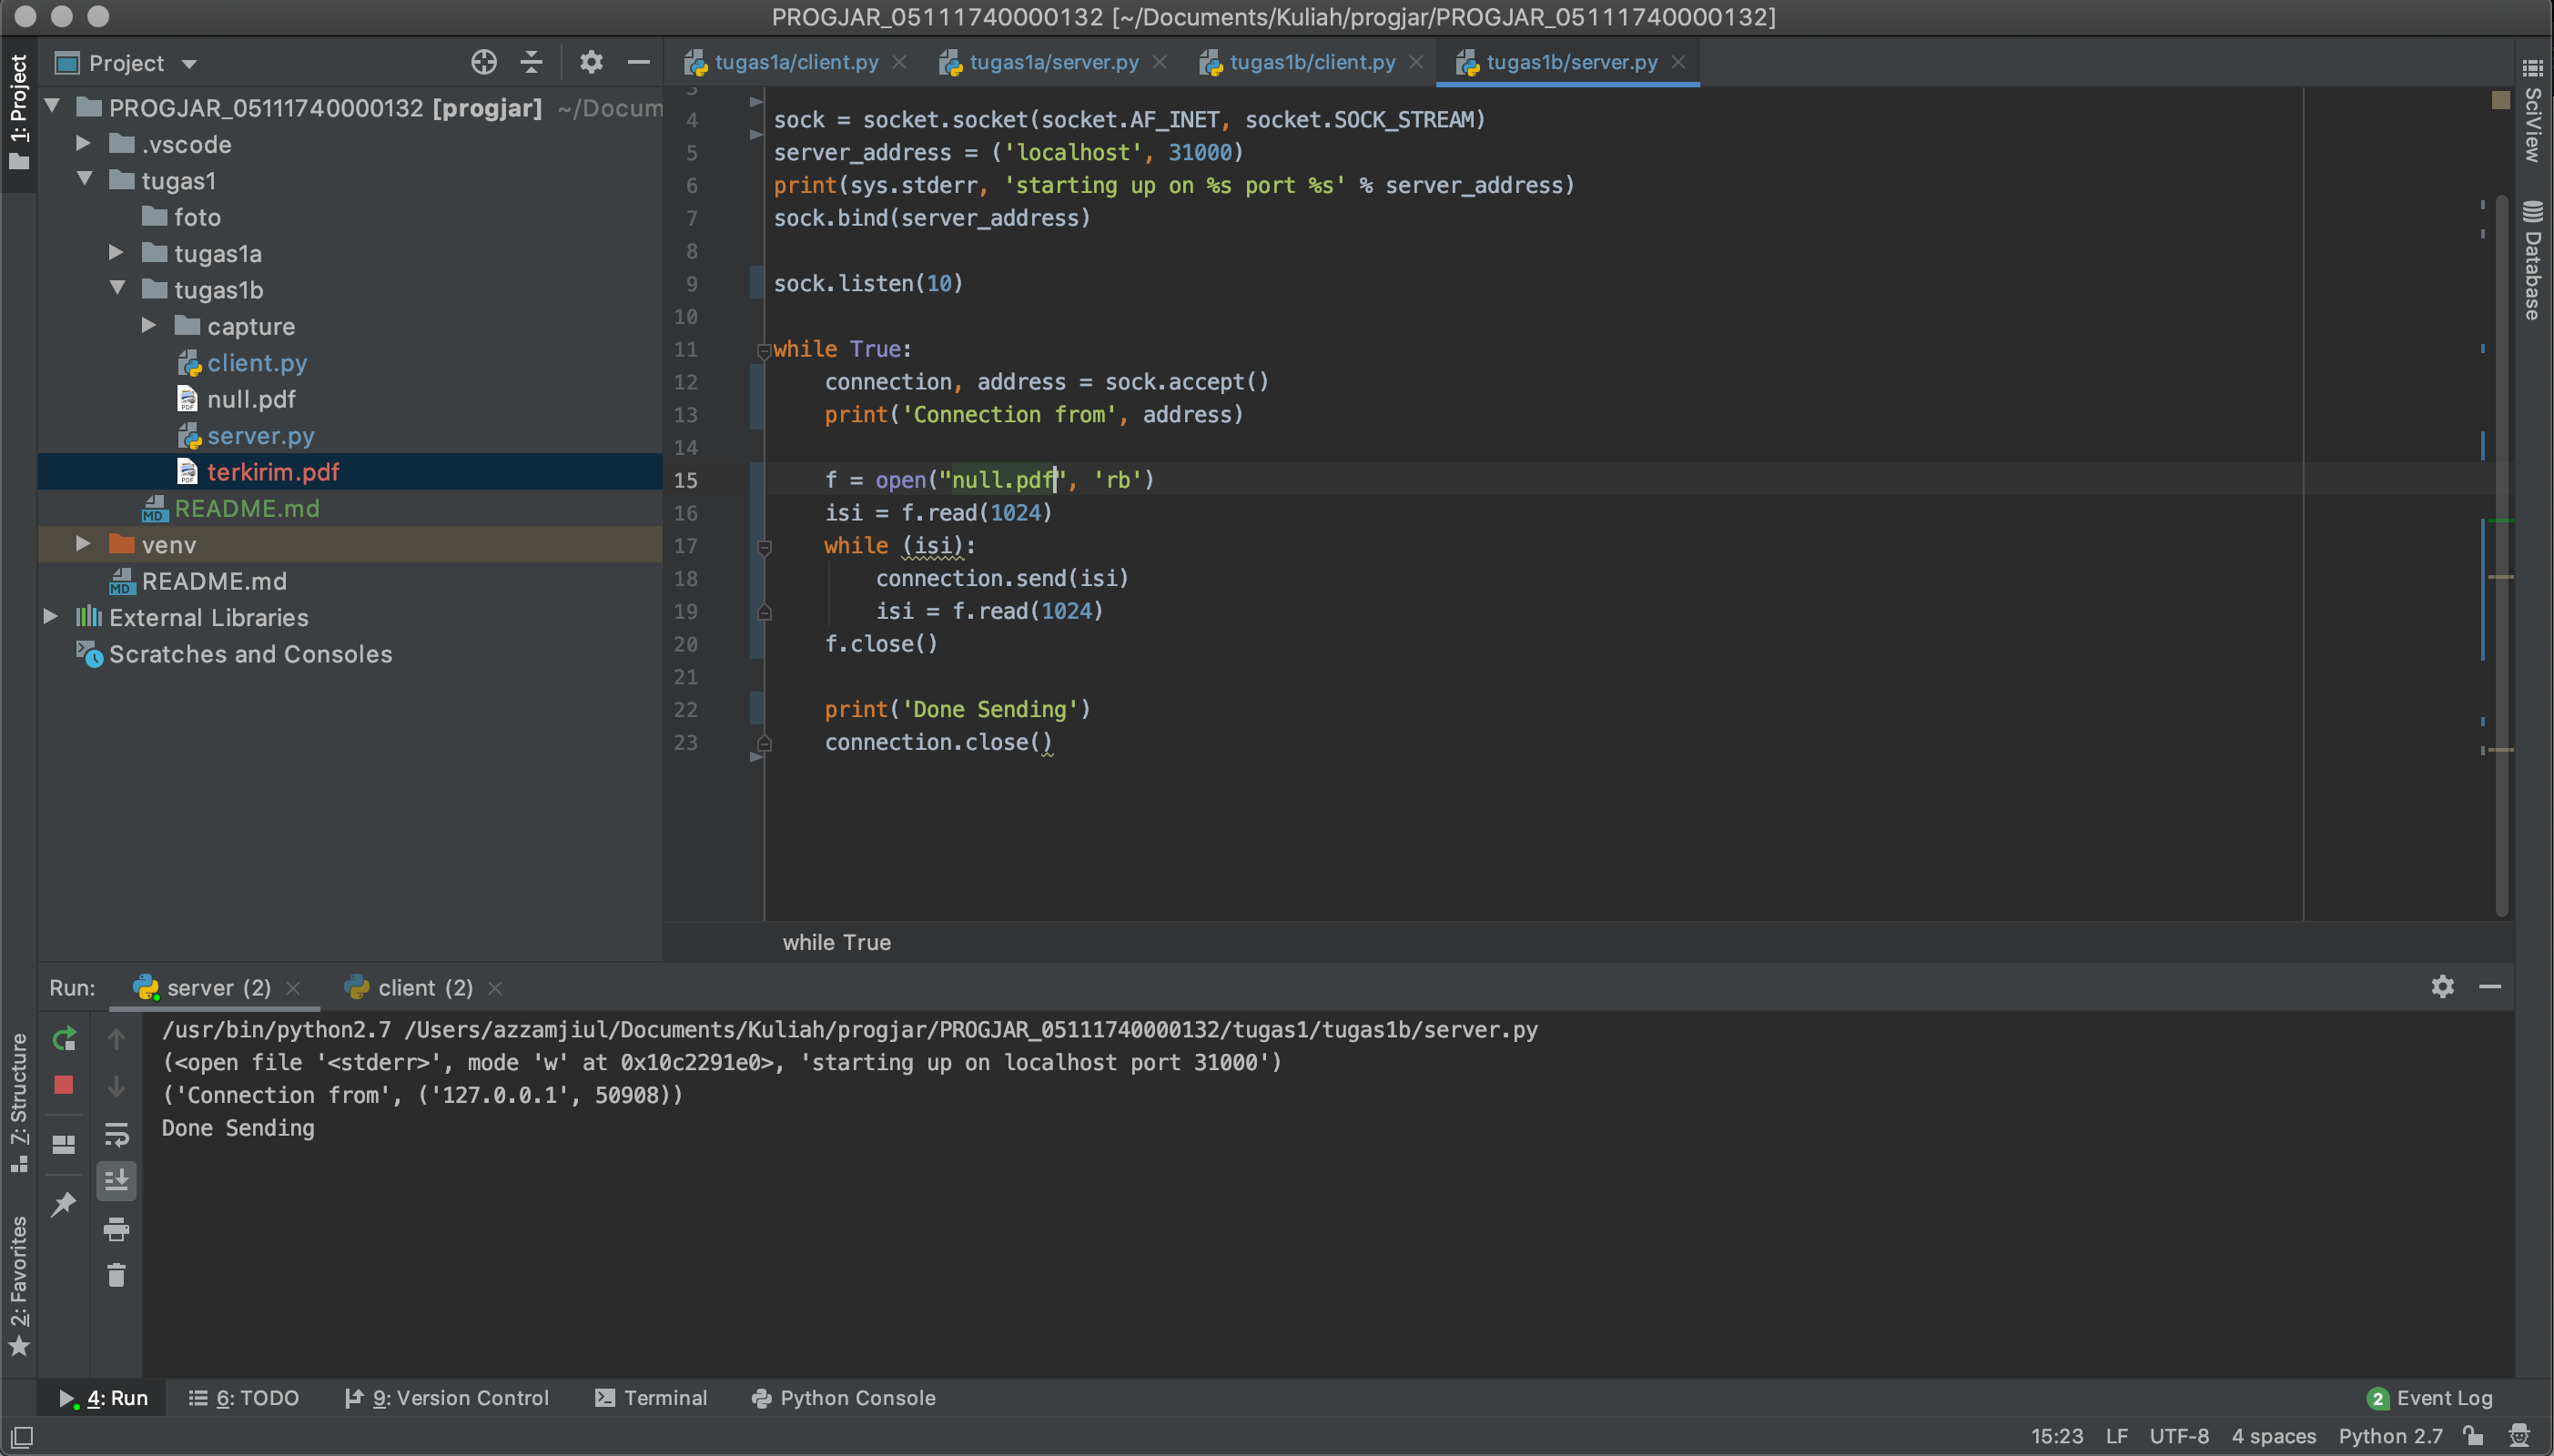 PROGJAR_05111740000132 [~/Documents/Kuliah/progjar/PROGJAR_05111740000132]
1: Project
Project
PROGJAR_05111740000132 [progjar] ~/Docum
.vscode
tugas1
foto
tugas1a
tugas1b
capture
client.py
null.pdf
server.py
terkirim.pdf
README.md
venv
README.md
External Libraries
Scratches and Consoles
tugas1a/client.py
tugas1a/server.py
tugas1b/client.py
tugas1b/server.py
3
4 sock = socket.socket(socket.AF_INET, socket.SOCK_STREAM)
5 server_address = ('localhost', 31000)
6 print(sys.stderr, 'starting up on %s port %s' % server_address)
7 sock.bind(server_address)
8
9 sock.listen(10)
10
11 while True:
12 connection, address = sock.accept()
13 print('Connection from', address)
14
15 f = open("null.pdf", 'rb')
16 isi = f.read(1024)
17 while (isi):
18 connection.send(isi)
19 isi = f.read(1024)
20 f.close()
21
22 print('Done Sending')
23 connection.close()
while True
SciView
Database
Run:
server (2)
client (2)
/usr/bin/python2.7 /Users/azzamjiul/Documents/Kuliah/progjar/PROGJAR_05111740000132/tugas1/tugas1b/server.py
(<open file '<stderr>', mode 'w' at 0x10c2291e0>, 'starting up on localhost port 31000')
('Connection from', ('127.0.0.1', 50908))
Done Sending
7: Structure
2: Favorites
4: Run
6: TODO
9: Version Control
Terminal
Python Console
2 Event Log
15:23 LF UTF-8 4 spaces Python 2.7